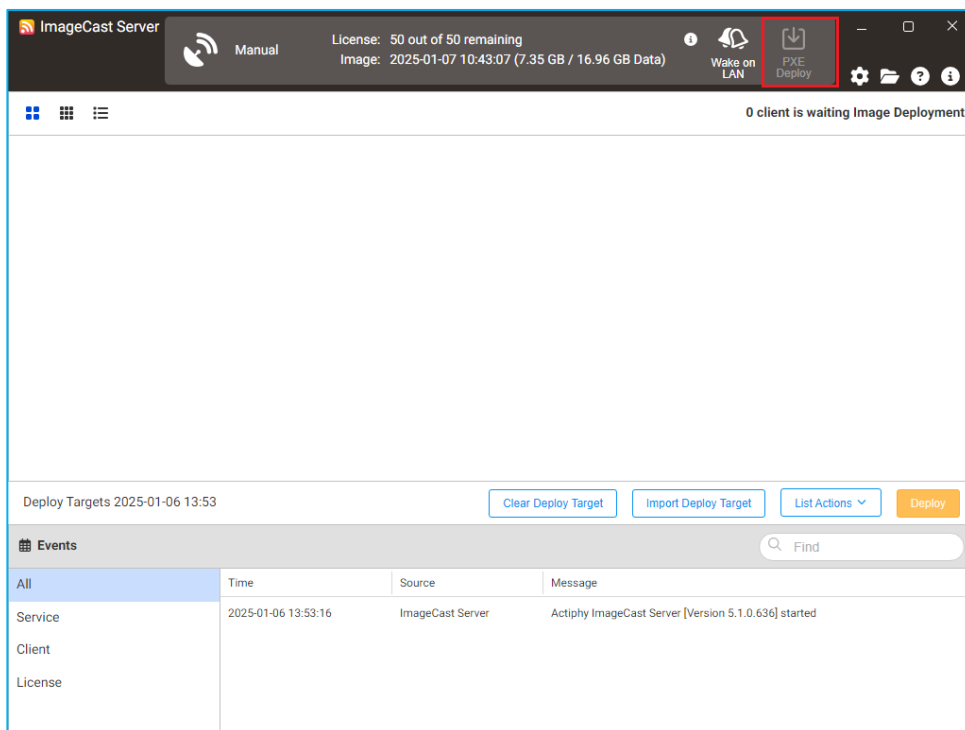 ImageCast Server
Manual
License: 50 out of 50 remaining
Image: 2025-01-07 10:43:07 (7.35 GB / 16.96 GB Data)
Wake on
LAN
PXE
Deploy
0 client is waiting Image Deployment
Deploy Targets 2025-01-06 13:53
Clear Deploy Target
Import Deploy Target
List Actions
Deploy
Events
Find
All
Service
Client
License
Time Source Message
2025-01-06 13:53:16 ImageCast Server Actiphy ImageCast Server [Version 5.1.0.636] started